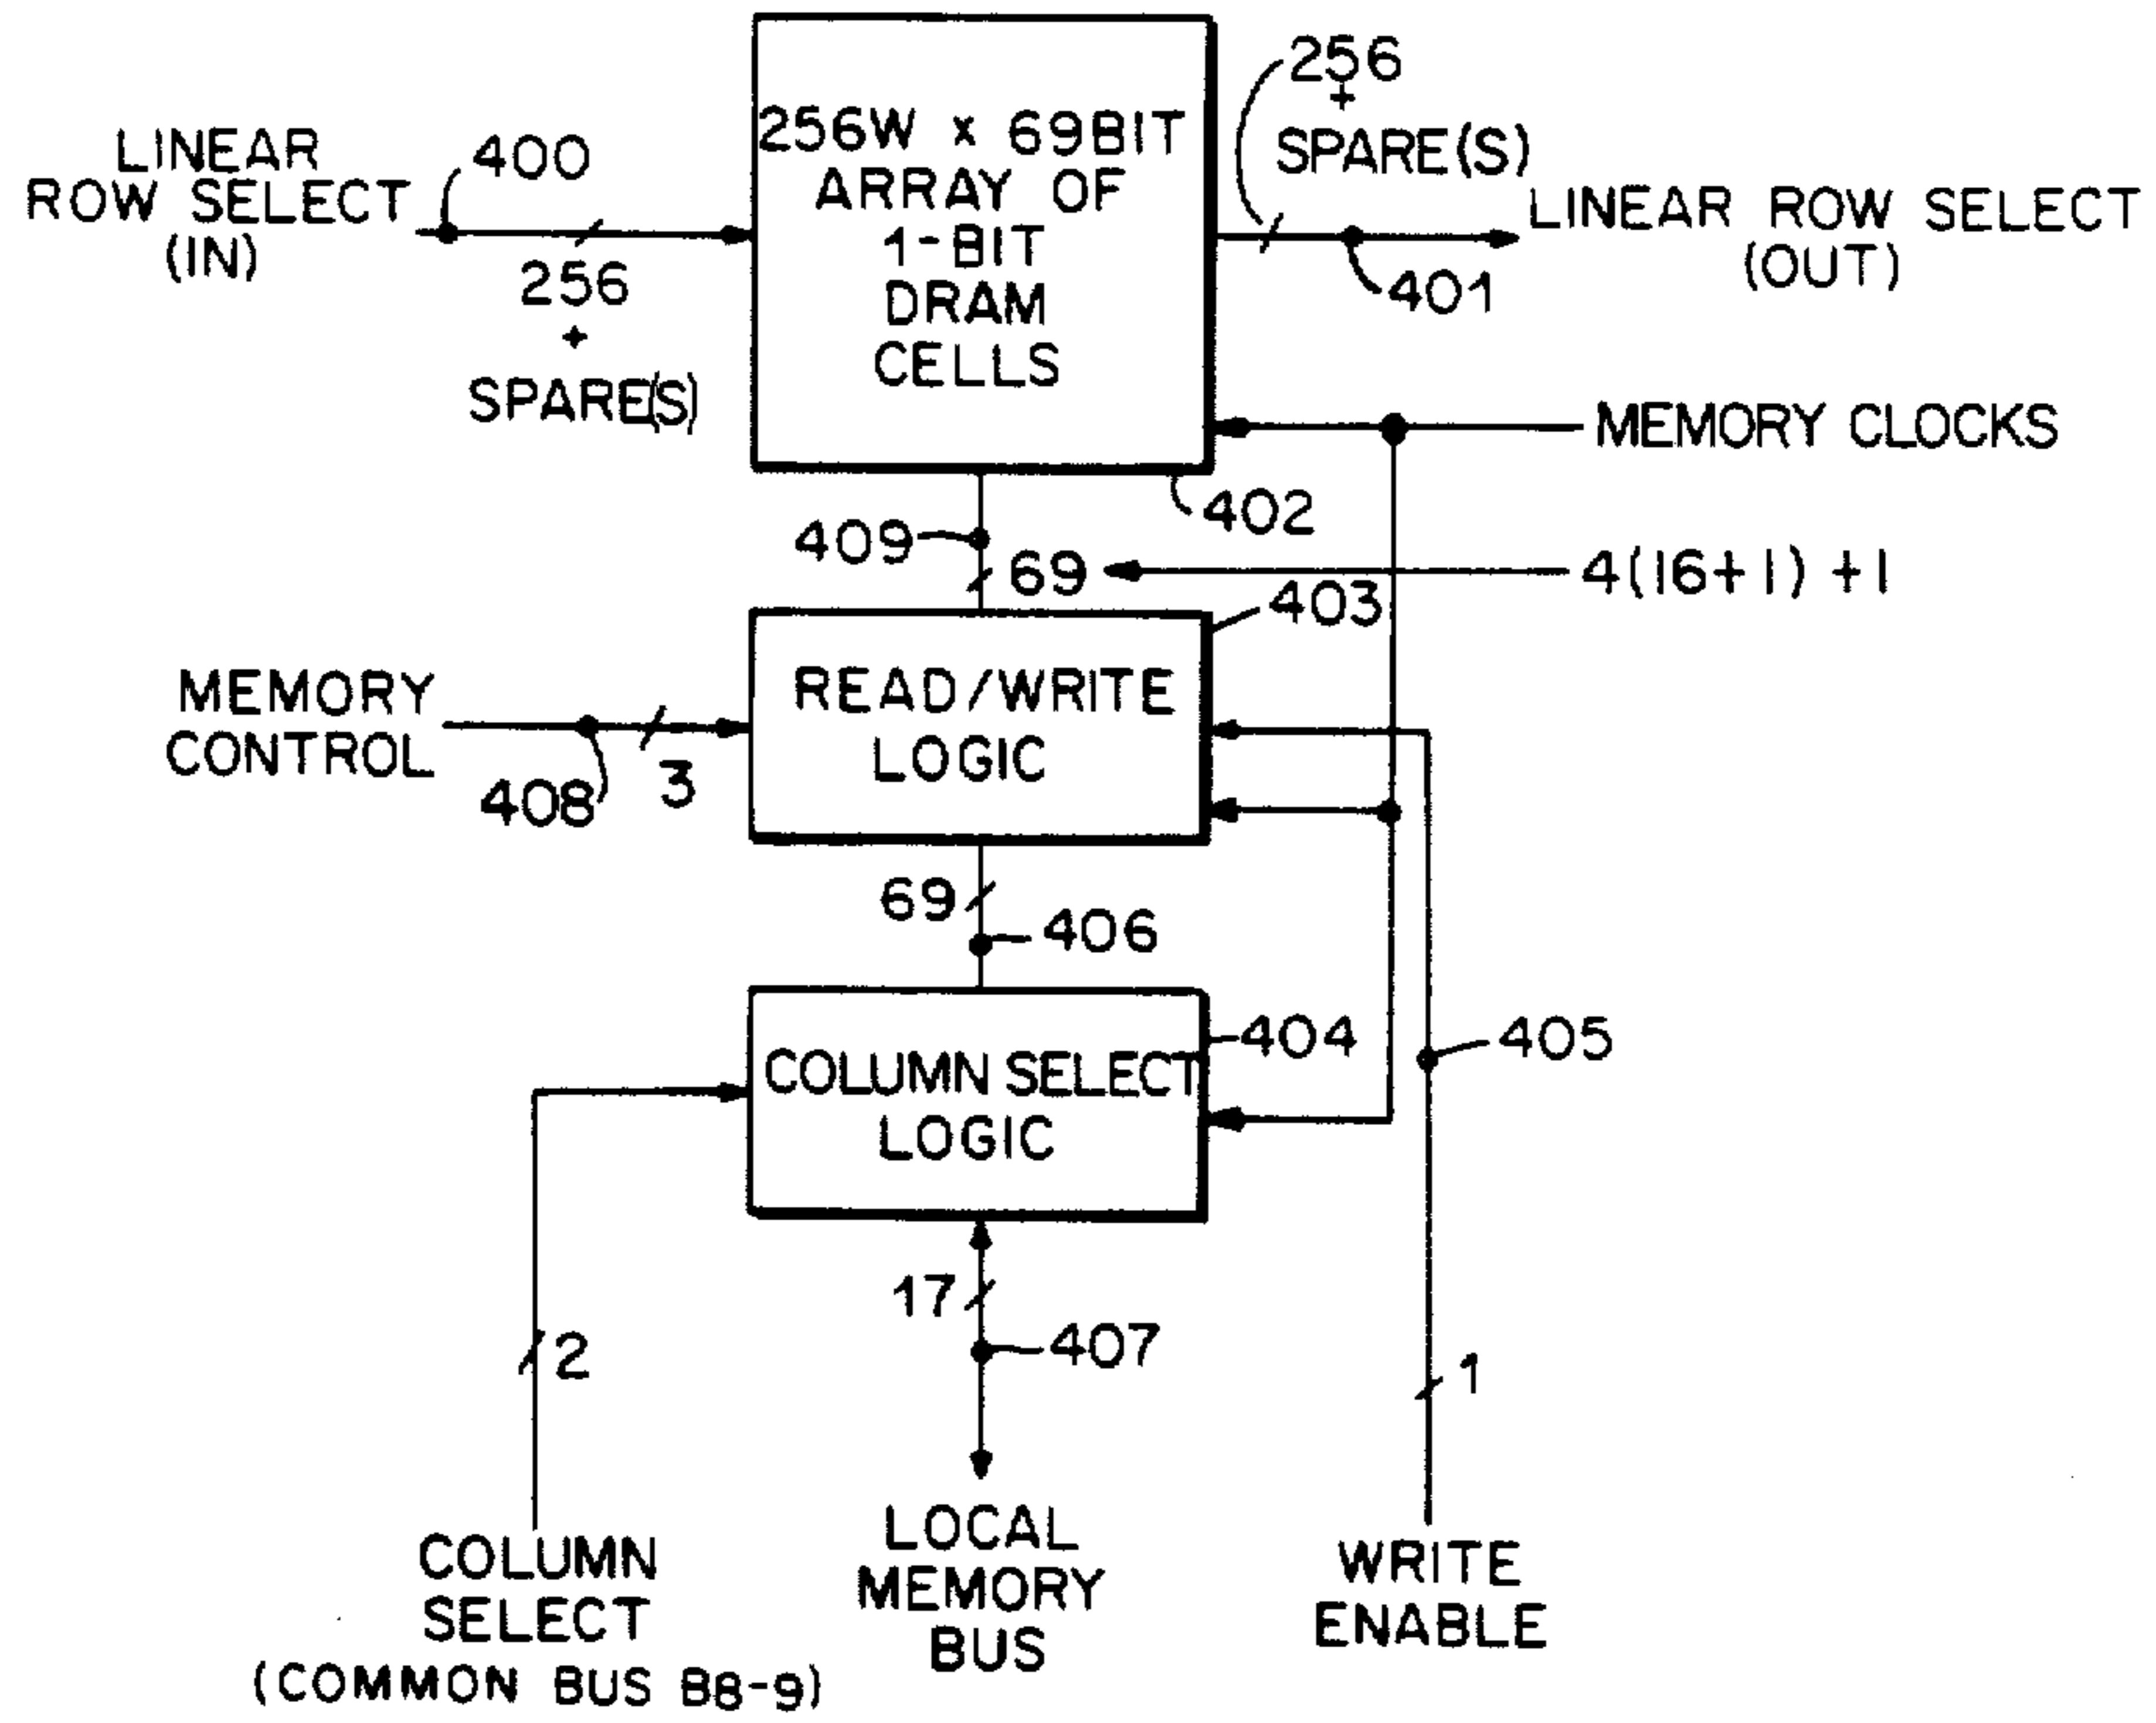 256
+
SPARE(S)
256W x 69BIT
ARRAY OF
1-BIT
DRAM
CELLS
LINEAR
ROW SELECT
(IN)
400
256
+
SPARE(S)
LINEAR ROW SELECT
(OUT)
401
MEMORY CLOCKS
402
409
69
4(16+1) +1
403
READ/WRITE
LOGIC
MEMORY
CONTROL
408
3
69
406
404
COLUMN SELECT
LOGIC
405
17
407
2
1
COLUMN
SELECT
(COMMON BUS B8-9)
LOCAL
MEMORY
BUS
WRITE
ENABLE